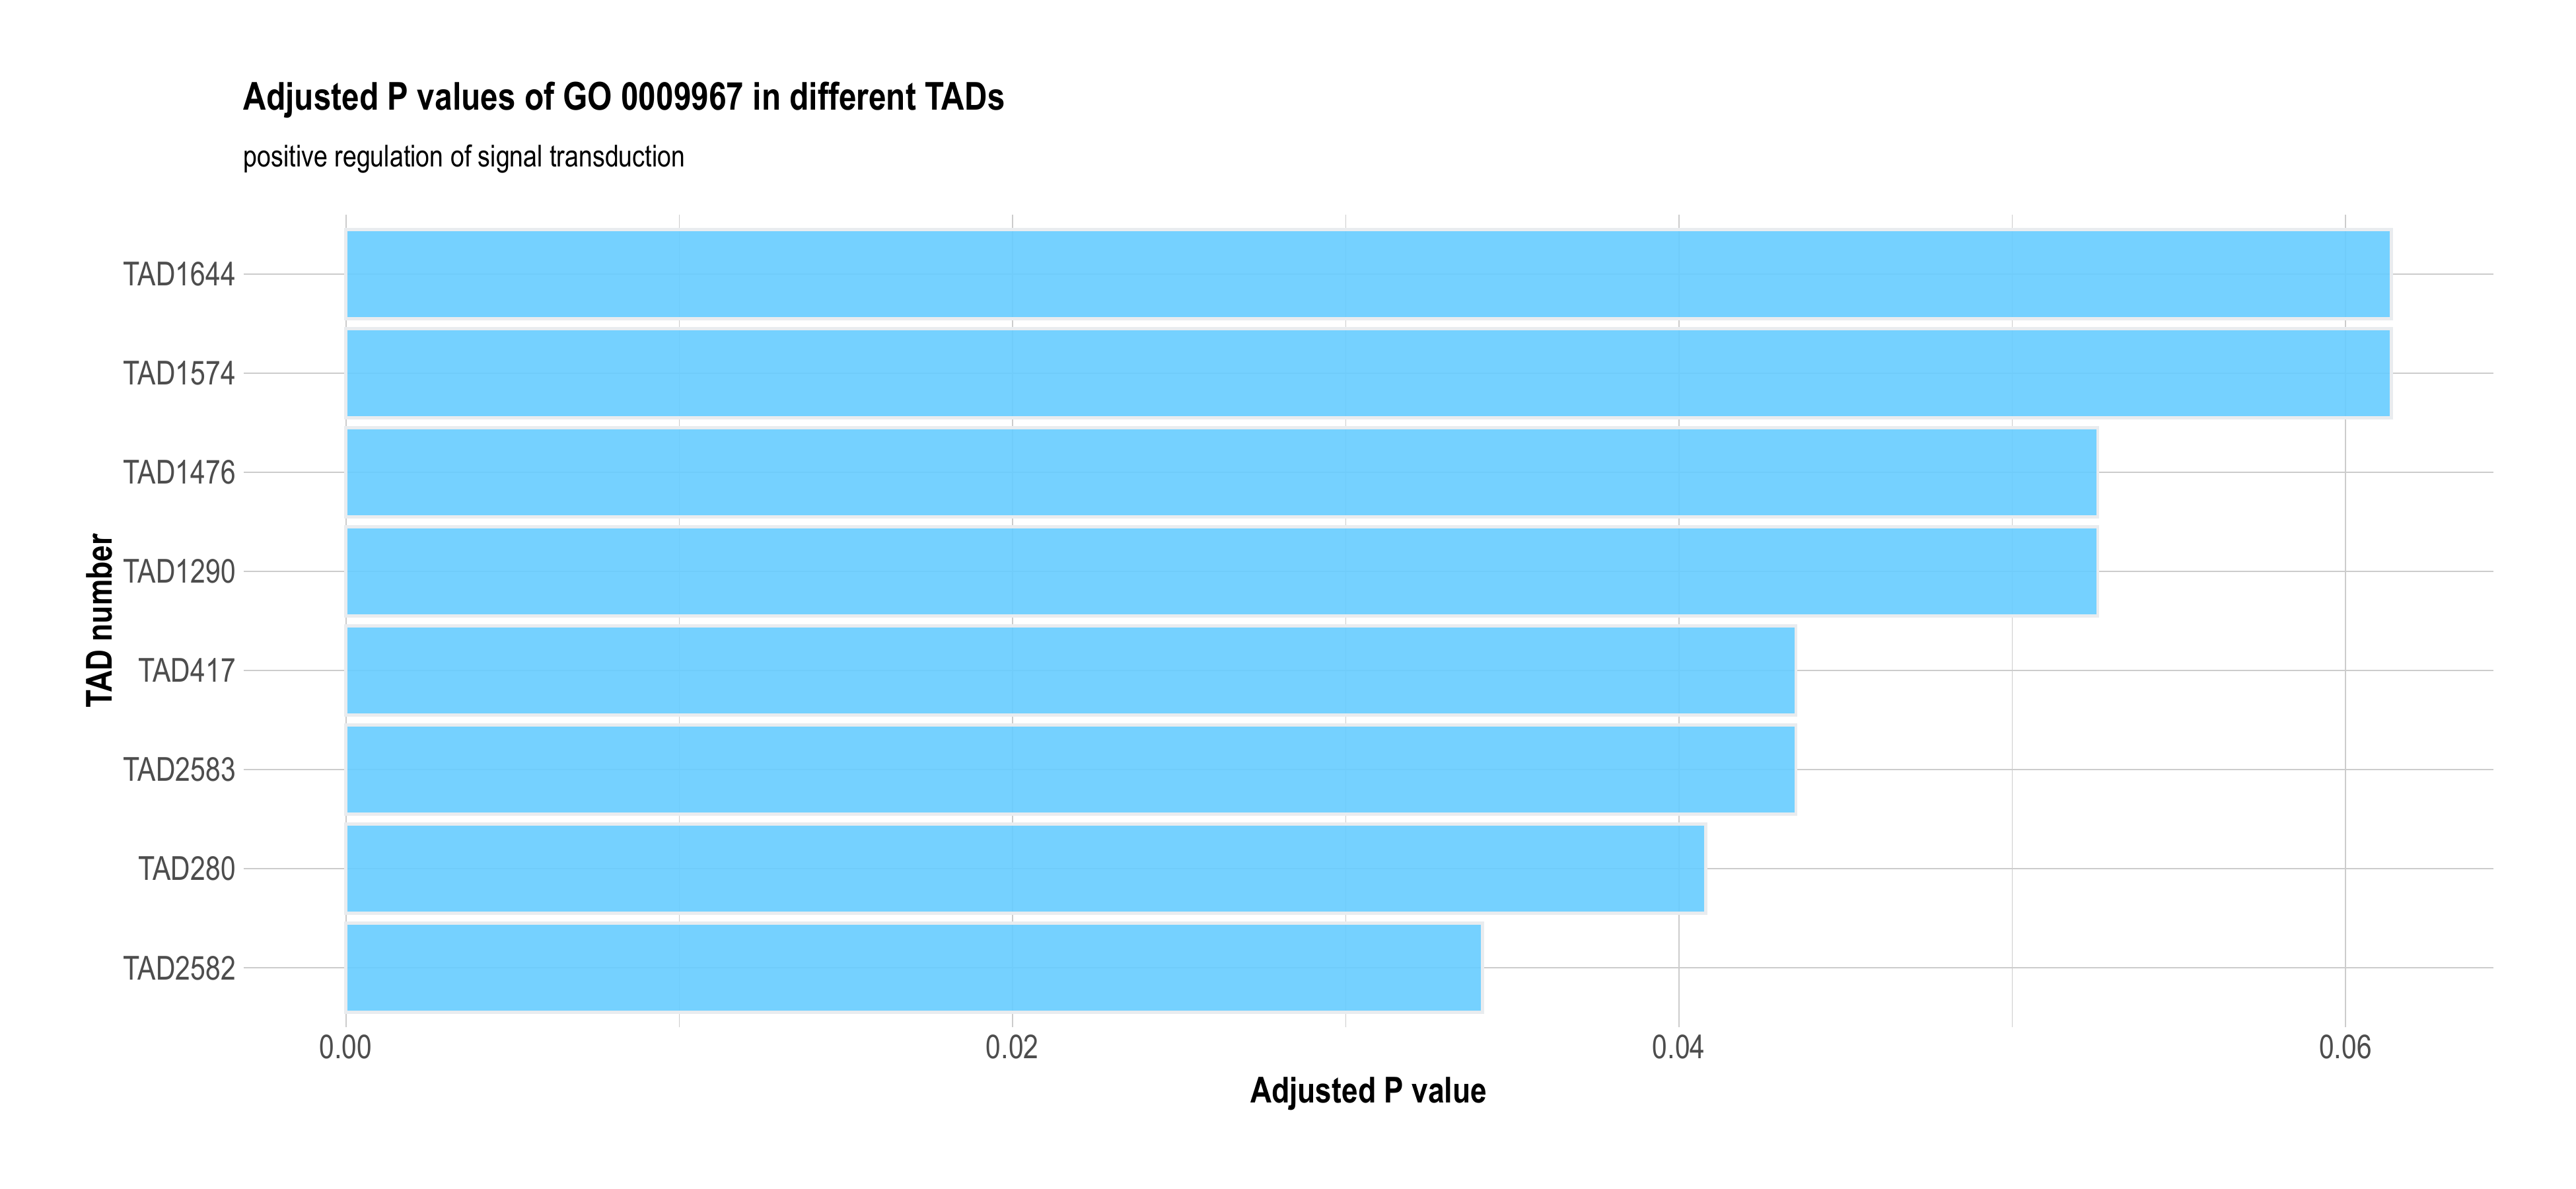 Adjusted P values of GO 0009967 in different TADs
positive regulation of signal transduction
TAD1644
TAD1574
TAD1476
TAD1290
TAD417
TAD2583
TAD280
TAD2582
TAD number
0.00 0.02 0.04 0.06
Adjusted P value